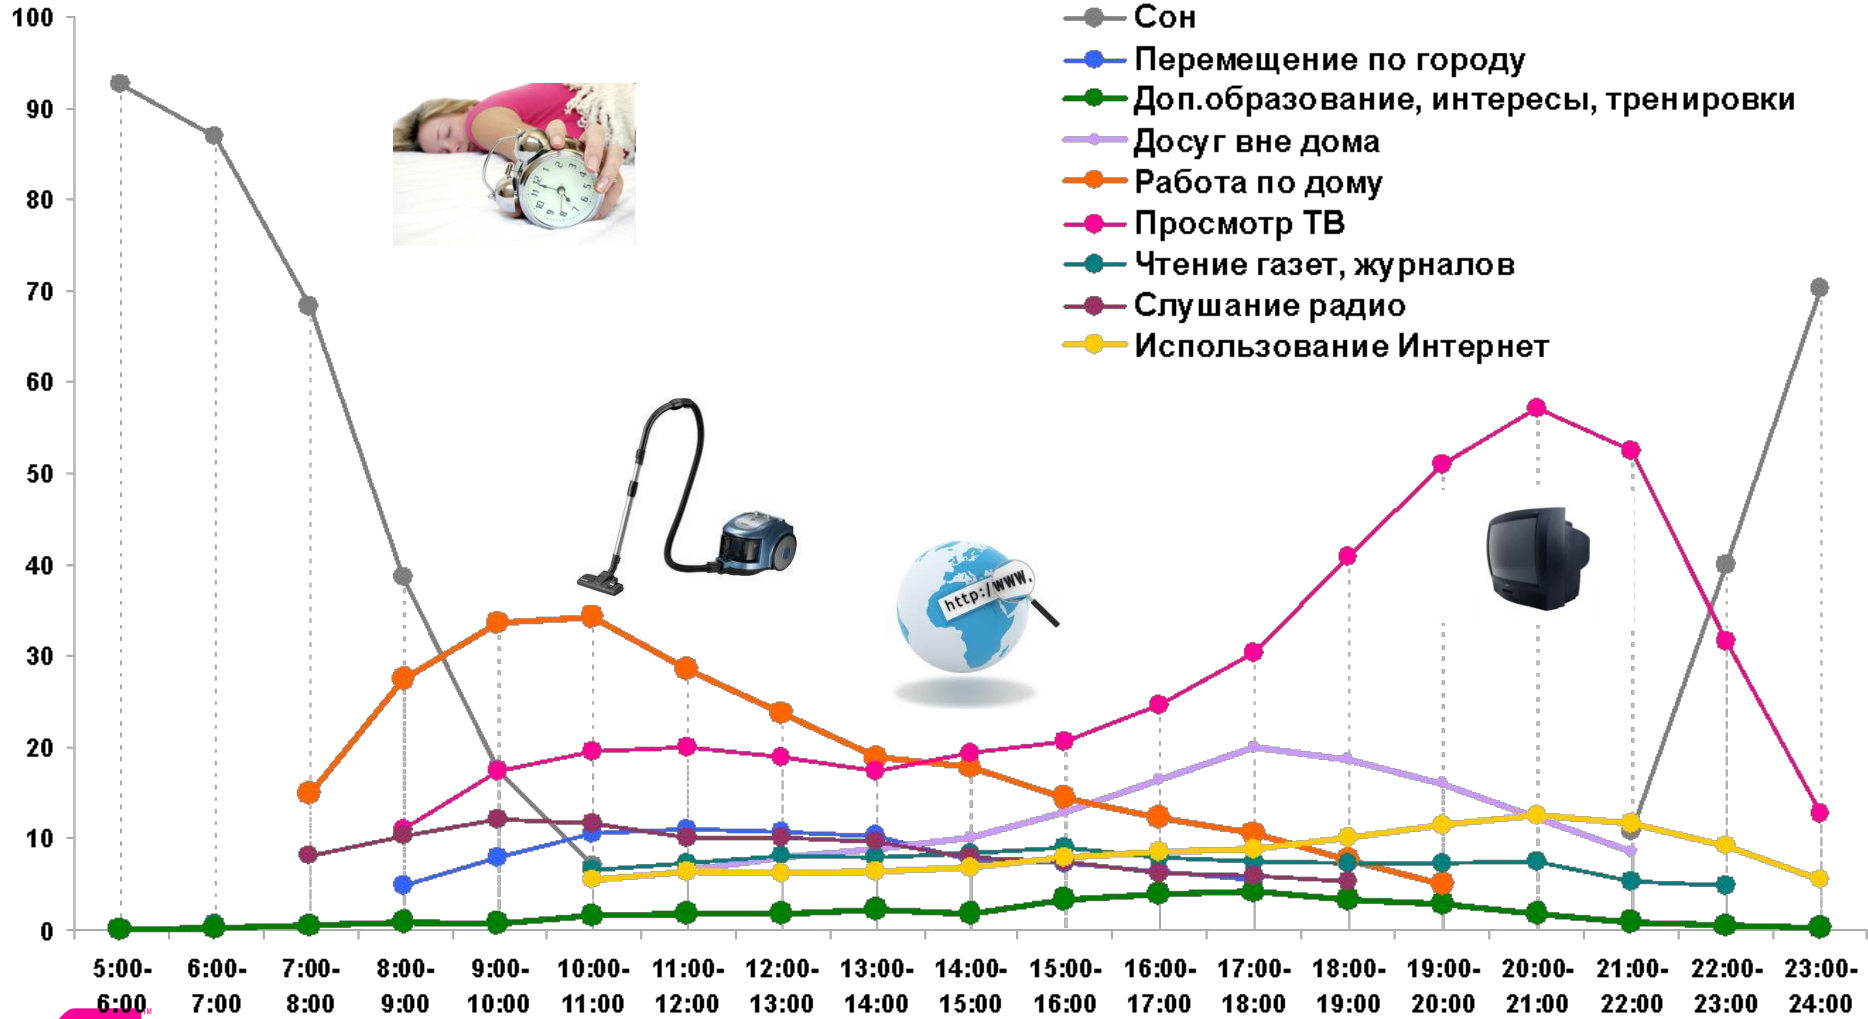 100
90
80
70
60
50
40
30
20
10
0
Сон
Перемещение по городу
Доп.образование, интересы, тренировки
Досуг вне дома
Работа по дому
Просмотр ТВ
Чтение газет, журналов
Слушание радио
Использование Интернет
http:/www.
5:00- 6:00- 7:00- 8:00- 9:00- 10:00- 11:00- 12:00- 13:00- 14:00- 15:00- 16:00- 17:00- 18:00- 19:00- 20:00- 21:00- 22:00- 23:00-
6:00 7:00 8:00 9:00 10:00 11:00 12:00 13:00 14:00 15:00 16:00 17:00 18:00 19:00 20:00 21:00 22:00 23:00 24:00
TM